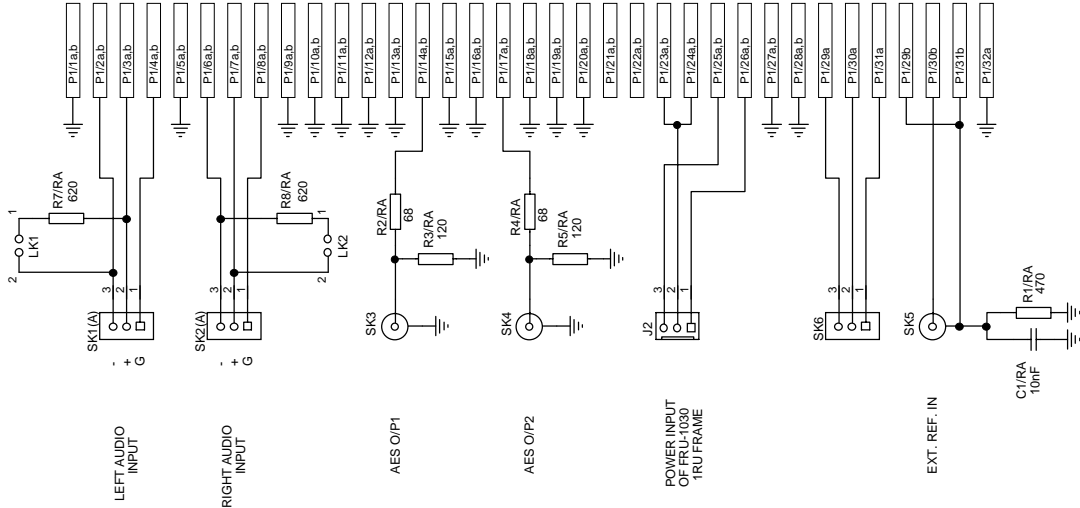 P1/1a,b
P1/2a,b
P1/3a,b
P1/4a,b
P1/5a,b
P1/6a,b
P1/7a,b
P1/8a,b
P1/9a,b
P1/10a,b
P1/11a,b
P1/12a,b
P1/13a,b
P1/14a,b
P1/15a,b
P1/16a,b
P1/17a,b
P1/18a,b
P1/19a,b
P1/20a,b
P1/21a,b
P1/22a,b
P1/23a,b
P1/24a,b
P1/25a,b
P1/26a,b
P1/27a,b
P1/28a,b
P1/29a
P1/30a
P1/31a
P1/29b
P1/30b
P1/31b
P1/32a
1
R7/RA
620
LK1
2
3
2
1
SK1(A)
-
+
G
LEFT AUDIO
INPUT
R8/RA
620
1
LK2
2
3
2
1
SK2(A)
-
+
G
RIGHT AUDIO
INPUT
R2/RA
68
R3/RA
120
SK3
AES O/P1
R4/RA
68
R5/RA
120
SK4
AES O/P2
3
2
1
J2
POWER INPUT
OF FRU-1030
1RU FRAME
3
2
1
SK6
SK5
R1/RA
470
C1/RA
10nF
EXT. REF. IN